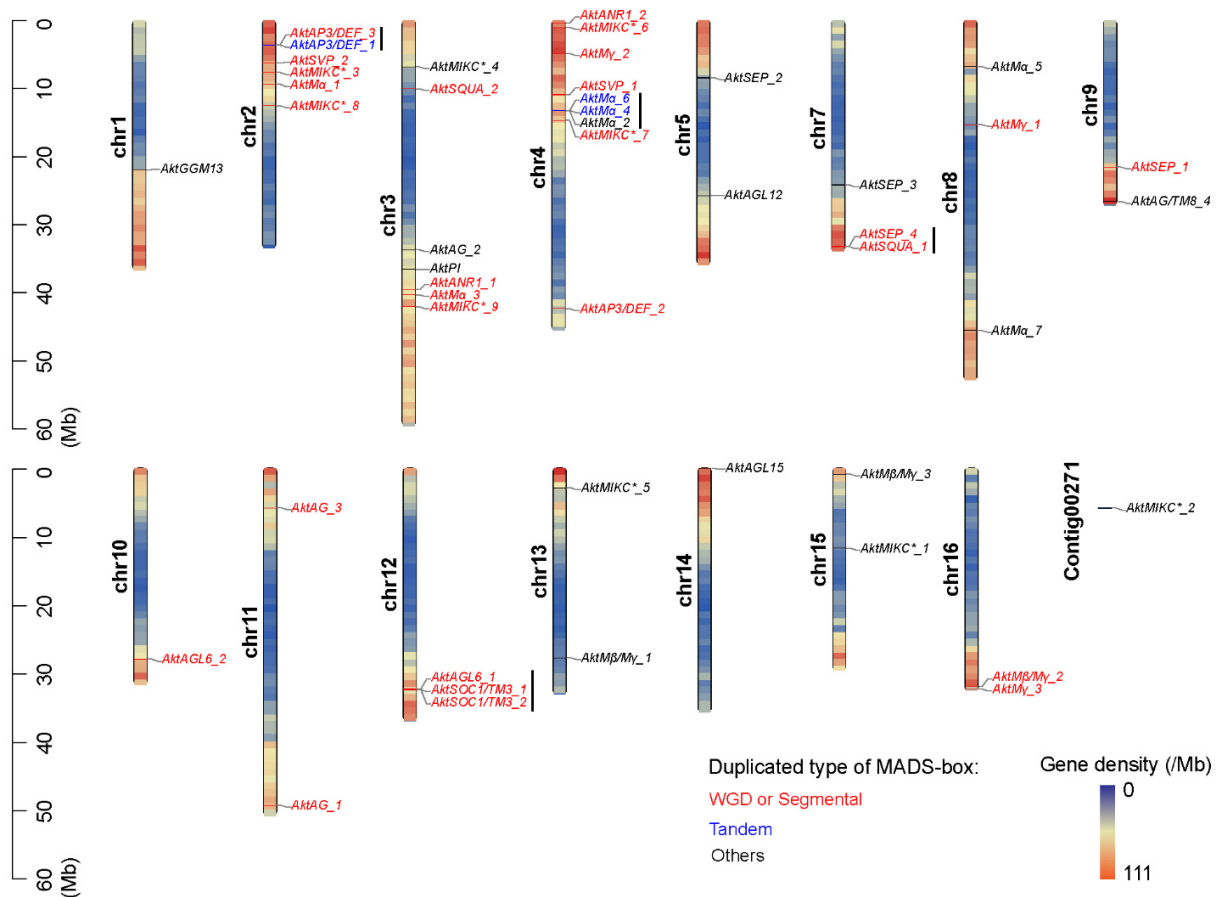 0
10
20
30
40
50
60
(Mb)
chr1
AktGGM13
chr2
AktAP3/DEF_3
AktAP3/DEF_1
AktSVP_2
AktMIKC*_3
AktMα_1
AktMIKC*_8
chr3
AktMIKC*_4
AktSQUA_2
AktAG_2
AktPI
AktANR1_1
AktMα_3
AktMIKC*_9
chr4
AktANR1_2
AktMIKC*_6
AktMγ_2
AktSVP_1
AktMα_6
AktMα_4
AktMα_2
AktMIKC*_7
AktAP3/DEF_2
chr5
AktSEP_2
AktAGL12
chr7
AktSEP_3
AktSEP_4
AktSQUA_1
chr8
AktMα_5
AktMγ_1
AktMα_7
chr9
AktSEP_1
AktAG/TM8_4
0
10
20
30
40
50
60
(Mb)
chr10
AktAGL6_2
chr11
AktAG_3
AktAG_1
chr12
AktAGL6_1
AktSOC1/TM3_1
AktSOC1/TM3_2
chr13
AktMIKC*_5
AktMβ/Mγ_1
chr14
AktAGL15
chr15
AktMβ/Mγ_3
AktMIKC*_1
chr16
AktMβ/Mγ_2
AktMγ_3
Contig00271
AktMIKC*_2
Duplicated type of MADS-box:
WGD or Segmental
Tandem
Others
Gene density (/Mb)
0
111